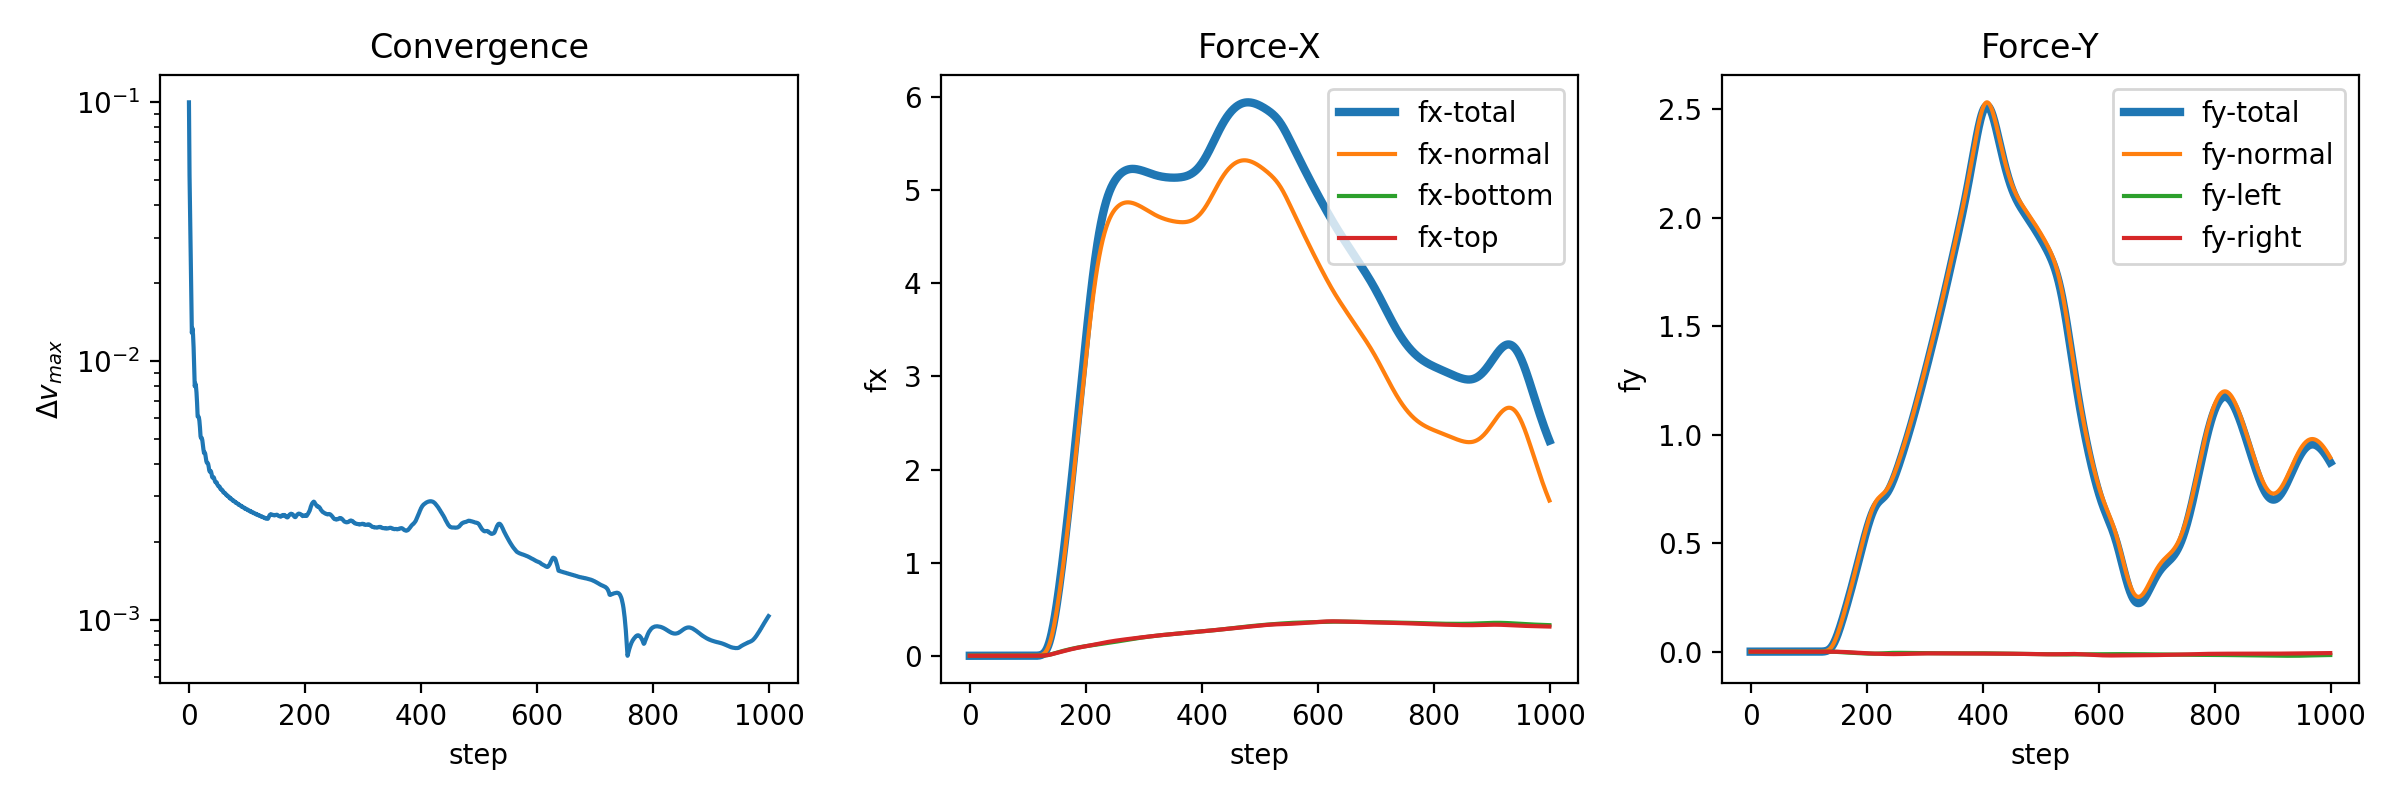 Convergence
Δv_max
10^-1
10^-2
10^-3
0 200 400 600 800 1000
step
Force-X
fx
6
5
4
3
2
1
0
fx-total
fx-normal
fx-bottom
fx-top
0 200 400 600 800 1000
step
Force-Y
fy
2.5
2.0
1.5
1.0
0.5
0.0
fy-total
fy-normal
fy-left
fy-right
0 200 400 600 800 1000
step